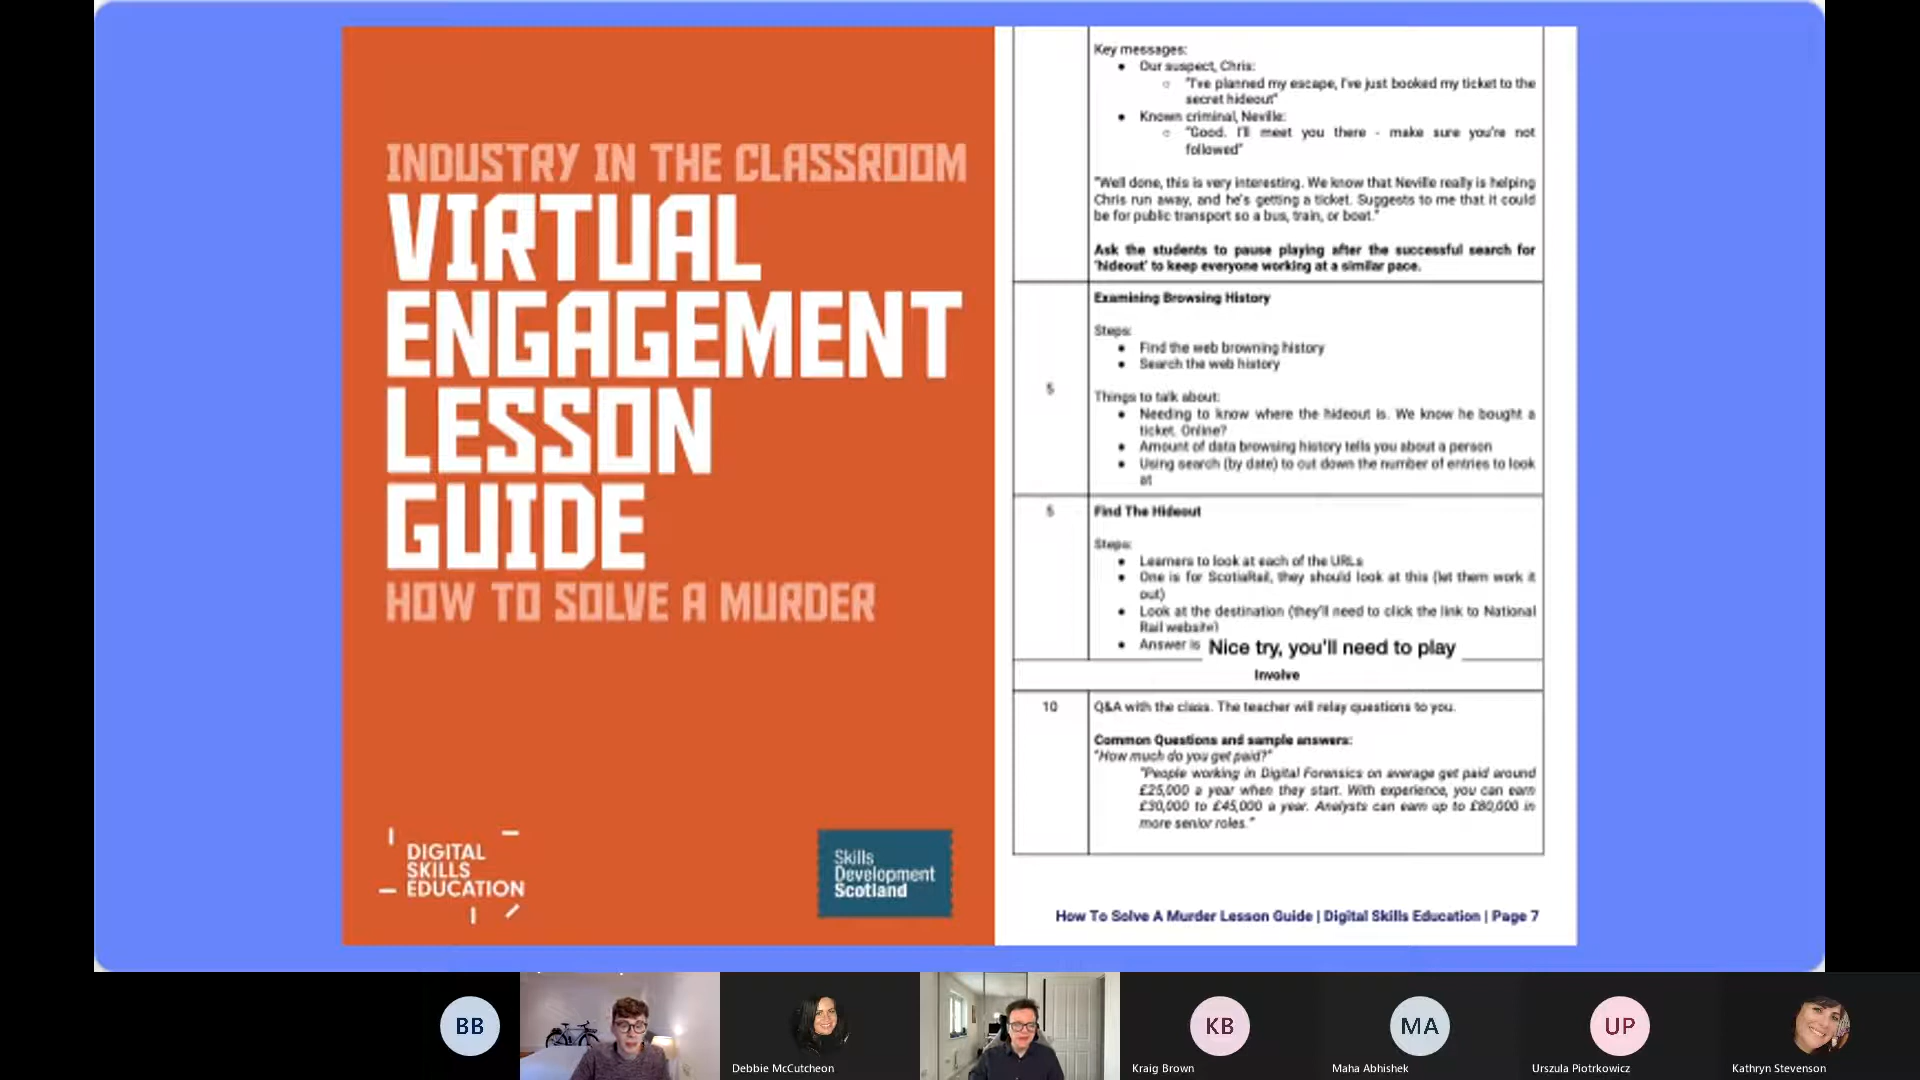 INDUSTRY IN THE CLASSROOM
VIRTUAL
ENGAGEMENT
LESSON
GUIDE
HOW TO SOLVE A MURDER
DIGITAL
SKILLS
EDUCATION
Skills
Development
Scotland
Key messages:
Our suspect, Chris:
"I've planned my escape, I've just booked my ticket to the
secret hideout"
Known criminal, Neville:
"Good. I'll meet you there - make sure you're not
followed"
"Well done, this is very interesting. We know that Neville really is helping
Chris run away, and he's getting a ticket. Suggests to me that it could
be for public transport so a bus, train, or boat."
Ask the students to pause playing after the successful search for
'hideout' to keep everyone working at a similar pace.
5
Examining Browsing History
Steps:
Find the web browning history
Search the web history
Things to talk about:
Needing to know where the hideout is. We know he bought a
ticket. Online?
Amount of data browsing history tells you about a person
Using search (by date) to cut down the number of entries to look
at
5
Find The Hideout
Steps:
Learners to look at each of the URLs
One is for ScotiaRail, they should look at this (let them work it
out)
Look at the destination (they'll need to click the link to National
Rail website)
Answer is Nice try, you'll need to play
Involve
10
Q&A with the class. The teacher will relay questions to you.
Common Questions and sample answers:
"How much do you get paid?"
"People working in Digital Forensics on average get paid around
£25,000 a year when they start. With experience, you can earn
£30,000 to £45,000 a year. Analysts can earn up to £80,000 in
more senior roles."
How To Solve A Murder Lesson Guide | Digital Skills Education | Page 7
BB
Debbie McCutcheon
KB
Kraig Brown
MA
Maha Abhishek
UP
Urszula Piotrkowicz
Kathryn Stevenson